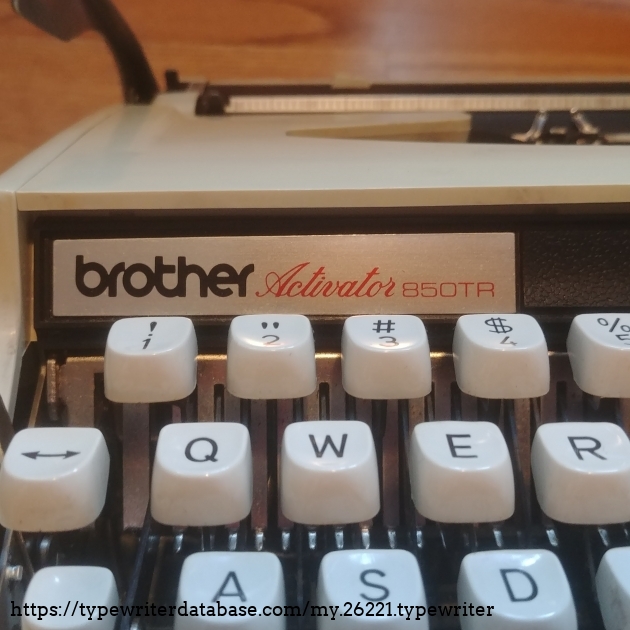 brother Activator 850TR
! " # $ %
1 2 3 4 5
↔ Q W E R
A S D
https://typewriterdatabase.com/my.26221.typewriter